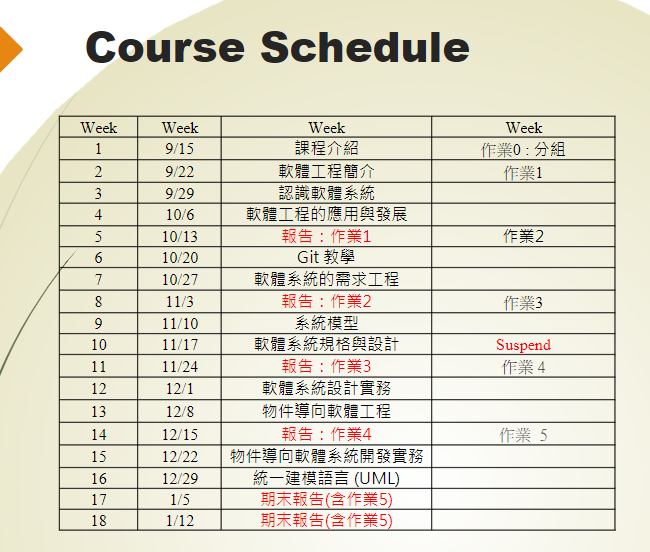 Course Schedule
Week Week Week Week
1 9/15 課程介紹 作業0 : 分組
2 9/22 軟體工程簡介 作業1
3 9/29 認識軟體系統
4 10/6 軟體工程的應用與發展
5 10/13 報告：作業1 作業2
6 10/20 Git 教學
7 10/27 軟體系統的需求工程
8 11/3 報告：作業2 作業3
9 11/10 系統模型
10 11/17 軟體系統規格與設計 Suspend
11 11/24 報告：作業3 作業 4
12 12/1 軟體系統設計實務
13 12/8 物件導向軟體工程
14 12/15 報告：作業4 作業 5
15 12/22 物件導向軟體系統開發實務
16 12/29 統一建模語言 (UML)
17 1/5 期末報告(含作業5)
18 1/12 期末報告(含作業5)